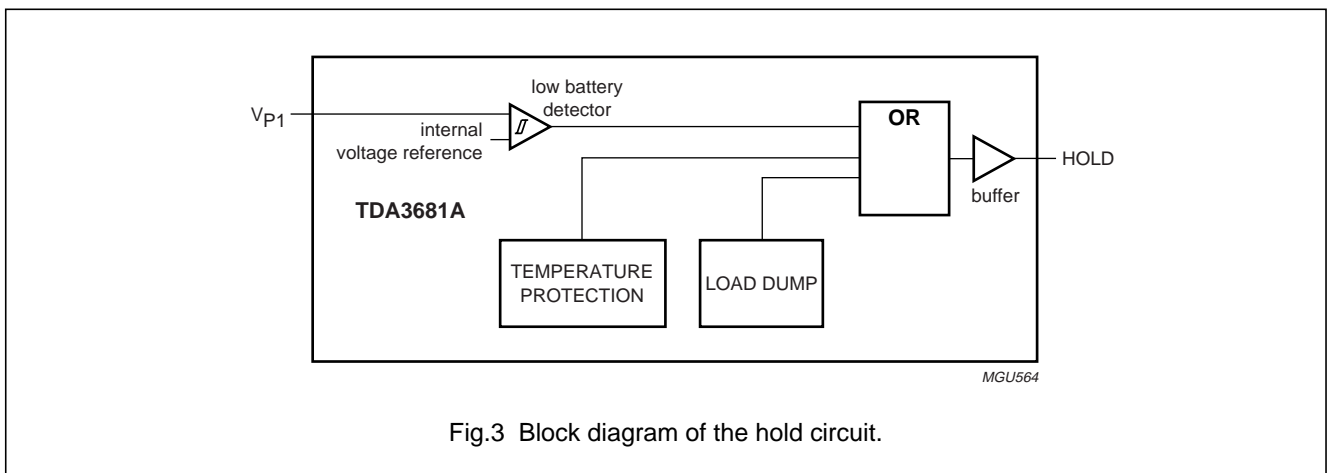 low battery
detector
VP1
internal
voltage reference
OR
HOLD
buffer
TDA3681A
TEMPERATURE
PROTECTION
LOAD DUMP
MGU564
Fig.3 Block diagram of the hold circuit.